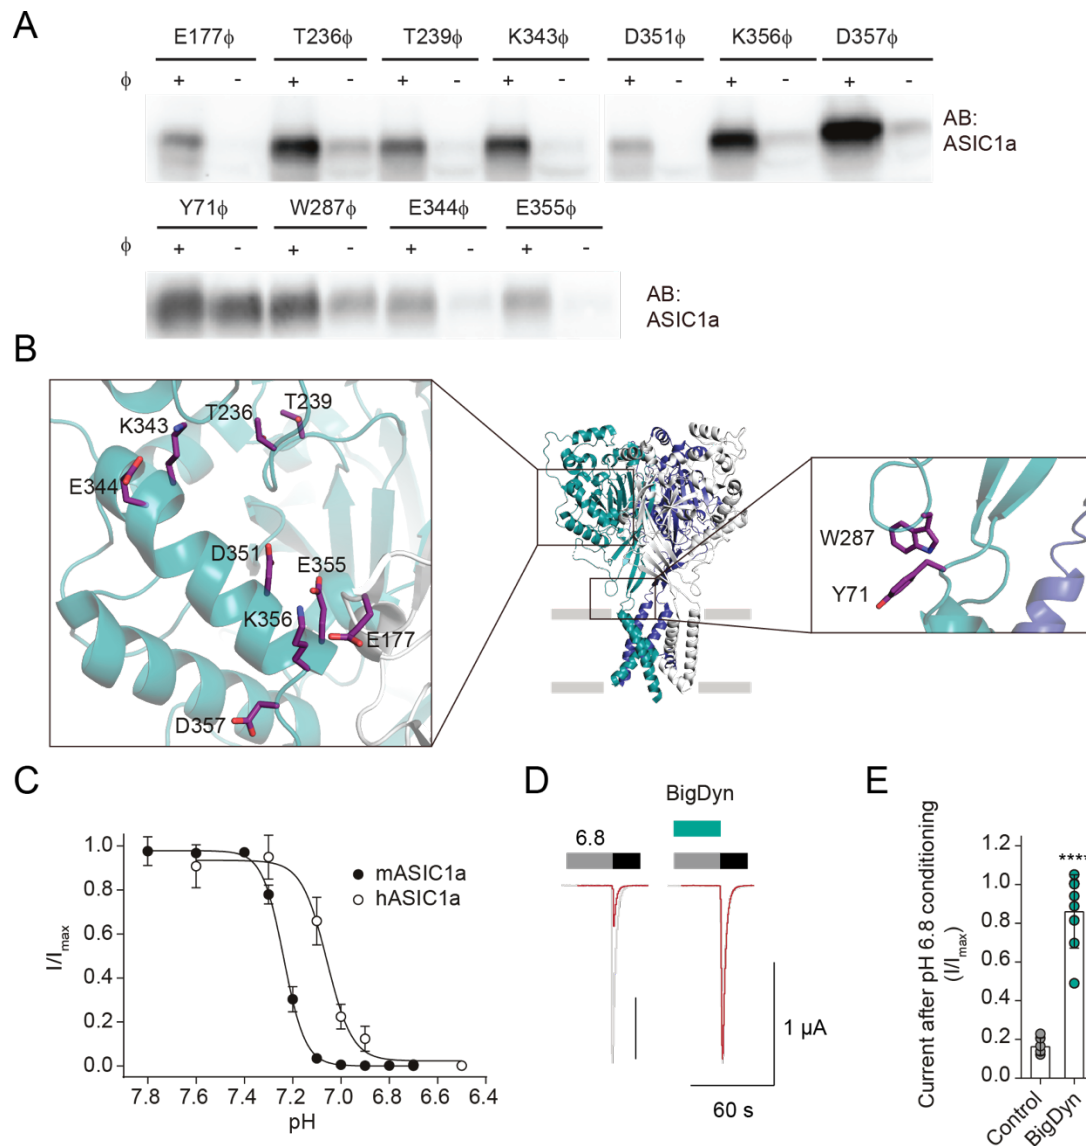 A
E177ϕ T236ϕ T239ϕ K343ϕ D351ϕ K356ϕ D357ϕ
ϕ + - + - + - + - + - + - + -
AB:
ASIC1a
Y71ϕ W287ϕ E344ϕ E355ϕ
ϕ + - + - + - + -
AB:
ASIC1a
B
T239
T236
K343
E344
D351
E355
K356
E177
D357
W287
Y71
C
1.0
0.8
0.6
0.4
0.2
0.0
I/Imax
mASIC1a
hASIC1a
7.8 7.6 7.4 7.2 7.0 6.8 6.6 6.4
pH
D
BigDyn
6.8
1 μA
60 s
E
Current after pH 6.8 conditioning
(I/Imax)
1.2
1.0
0.8
0.6
0.4
0.2
0.0
****
Control
BigDyn